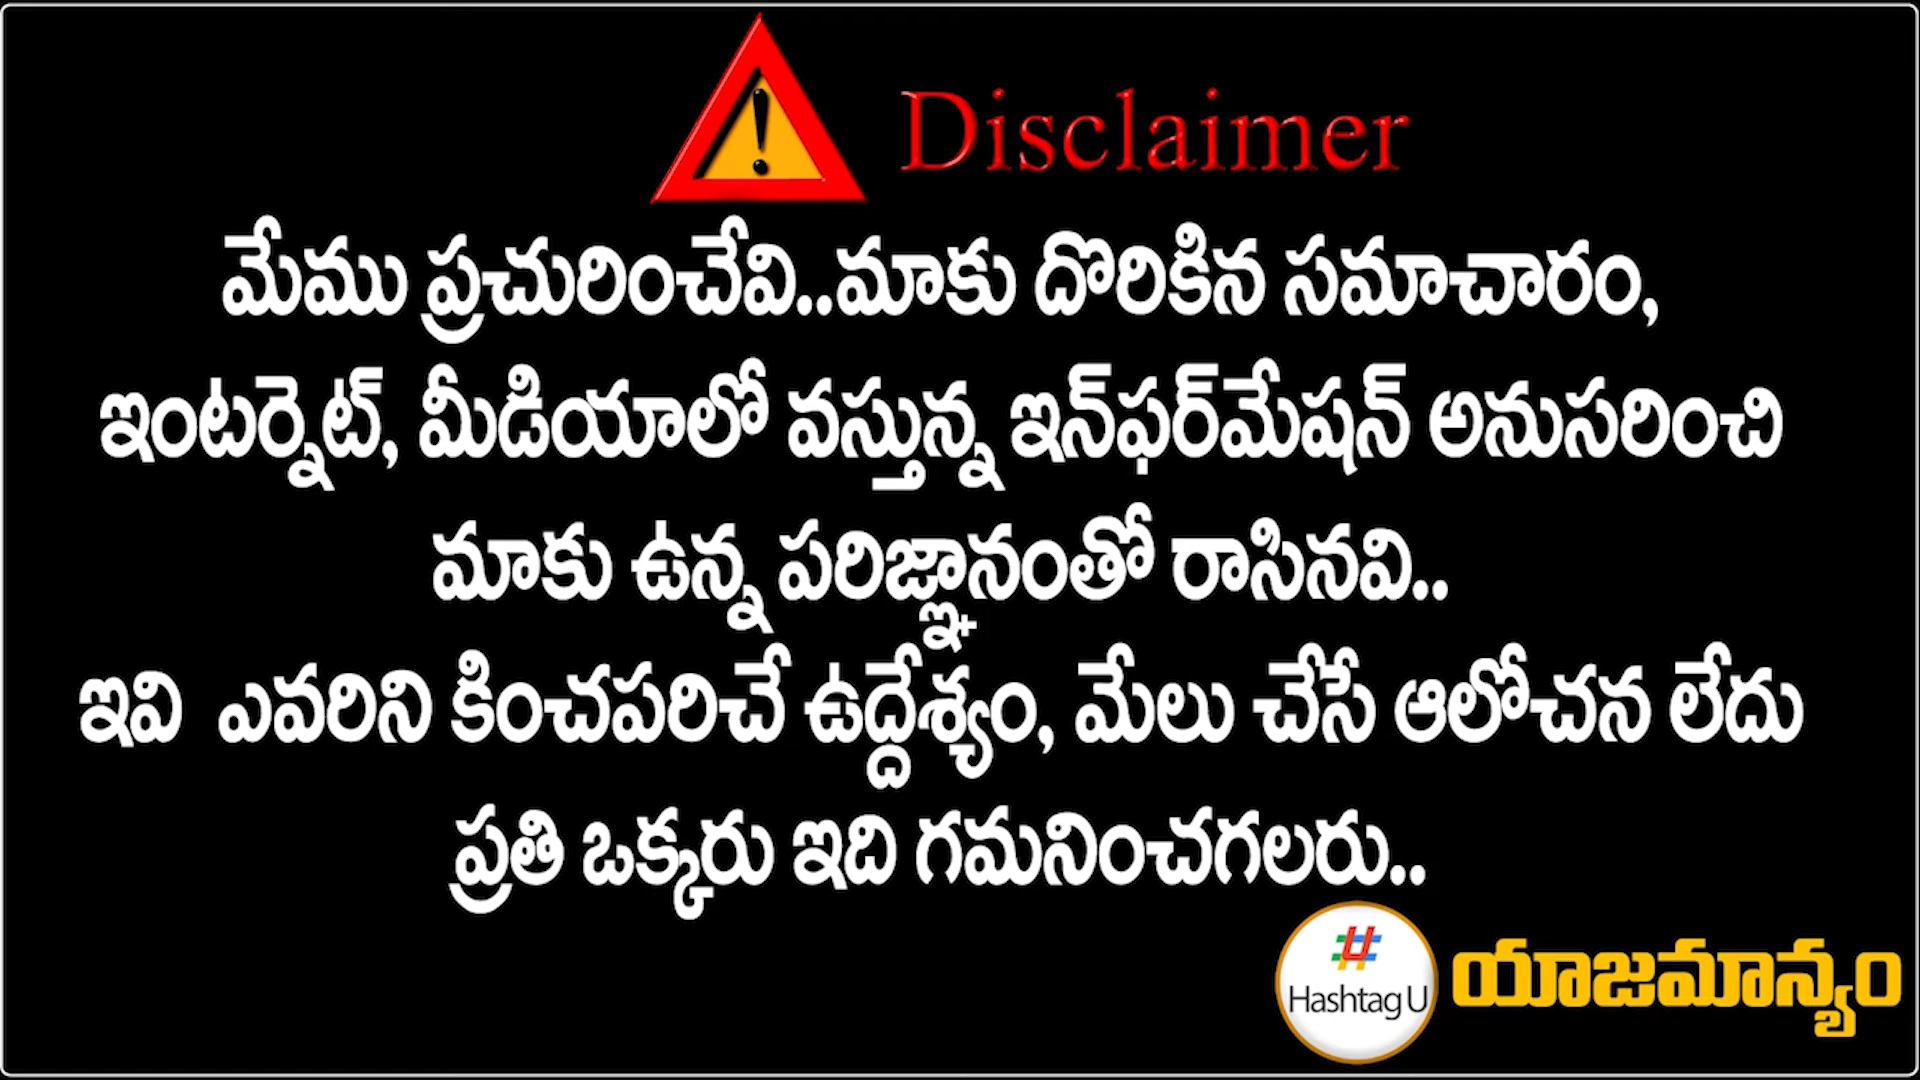 Disclaimer
మేము ప్రచురించేవి..మాకు దొరికిన సమాచారం,
ఇంటర్నెట్, మీడియాలో వస్తున్న ఇన్‌ఫర్‌మేషన్ అనుసరించి
మాకు ఉన్న పరిజ్ఞానంతో రాసినవి..
ఇవి ఎవరిని కించపరిచే ఉద్దేశ్యం, మేలు చేసే ఆలోచన లేదు
ప్రతి ఒక్కరు ఇది గమనించగలరు..
# Hashtag U యాజమాన్యం